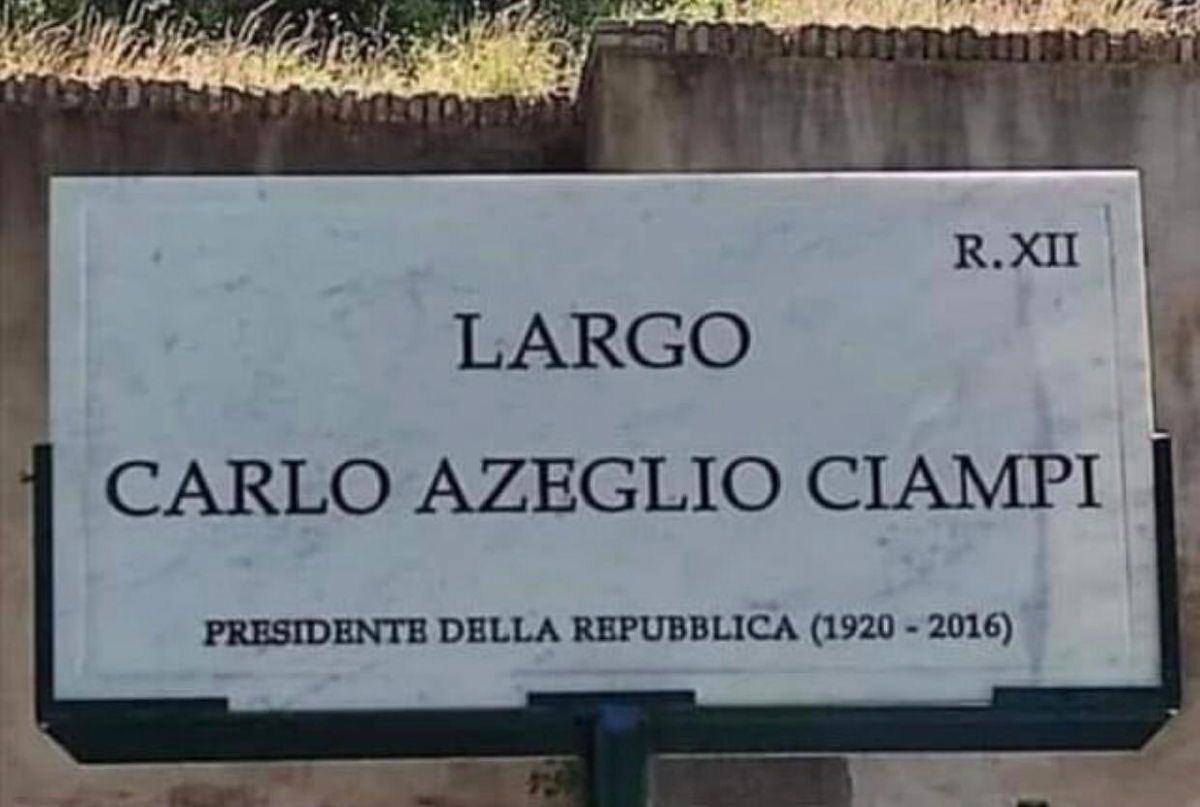 R. XII
LARGO
CARLO AZEGLIO CIAMPI
PRESIDENTE DELLA REPUBBLICA (1920 - 2016)